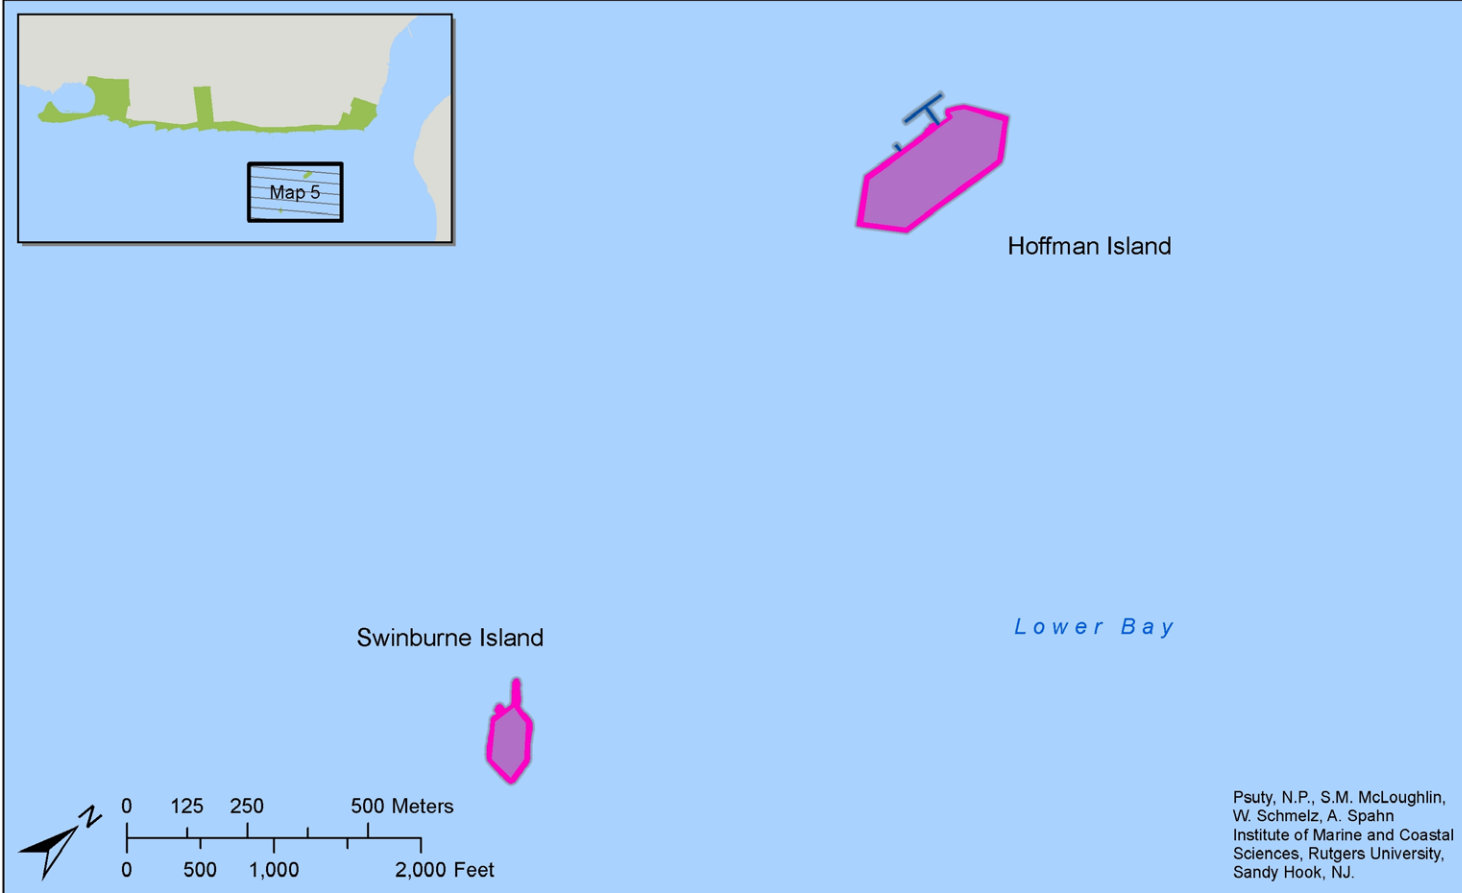 Map 5
Hoffman Island
Lower Bay
Swinburne Island
N
0 125 250 500 Meters
0 500 1,000 2,000 Feet
Psuty, N.P., S.M. McLoughlin,
W. Schmelz, A. Spahn
Institute of Marine and Coastal
Sciences, Rutgers University,
Sandy Hook, NJ.